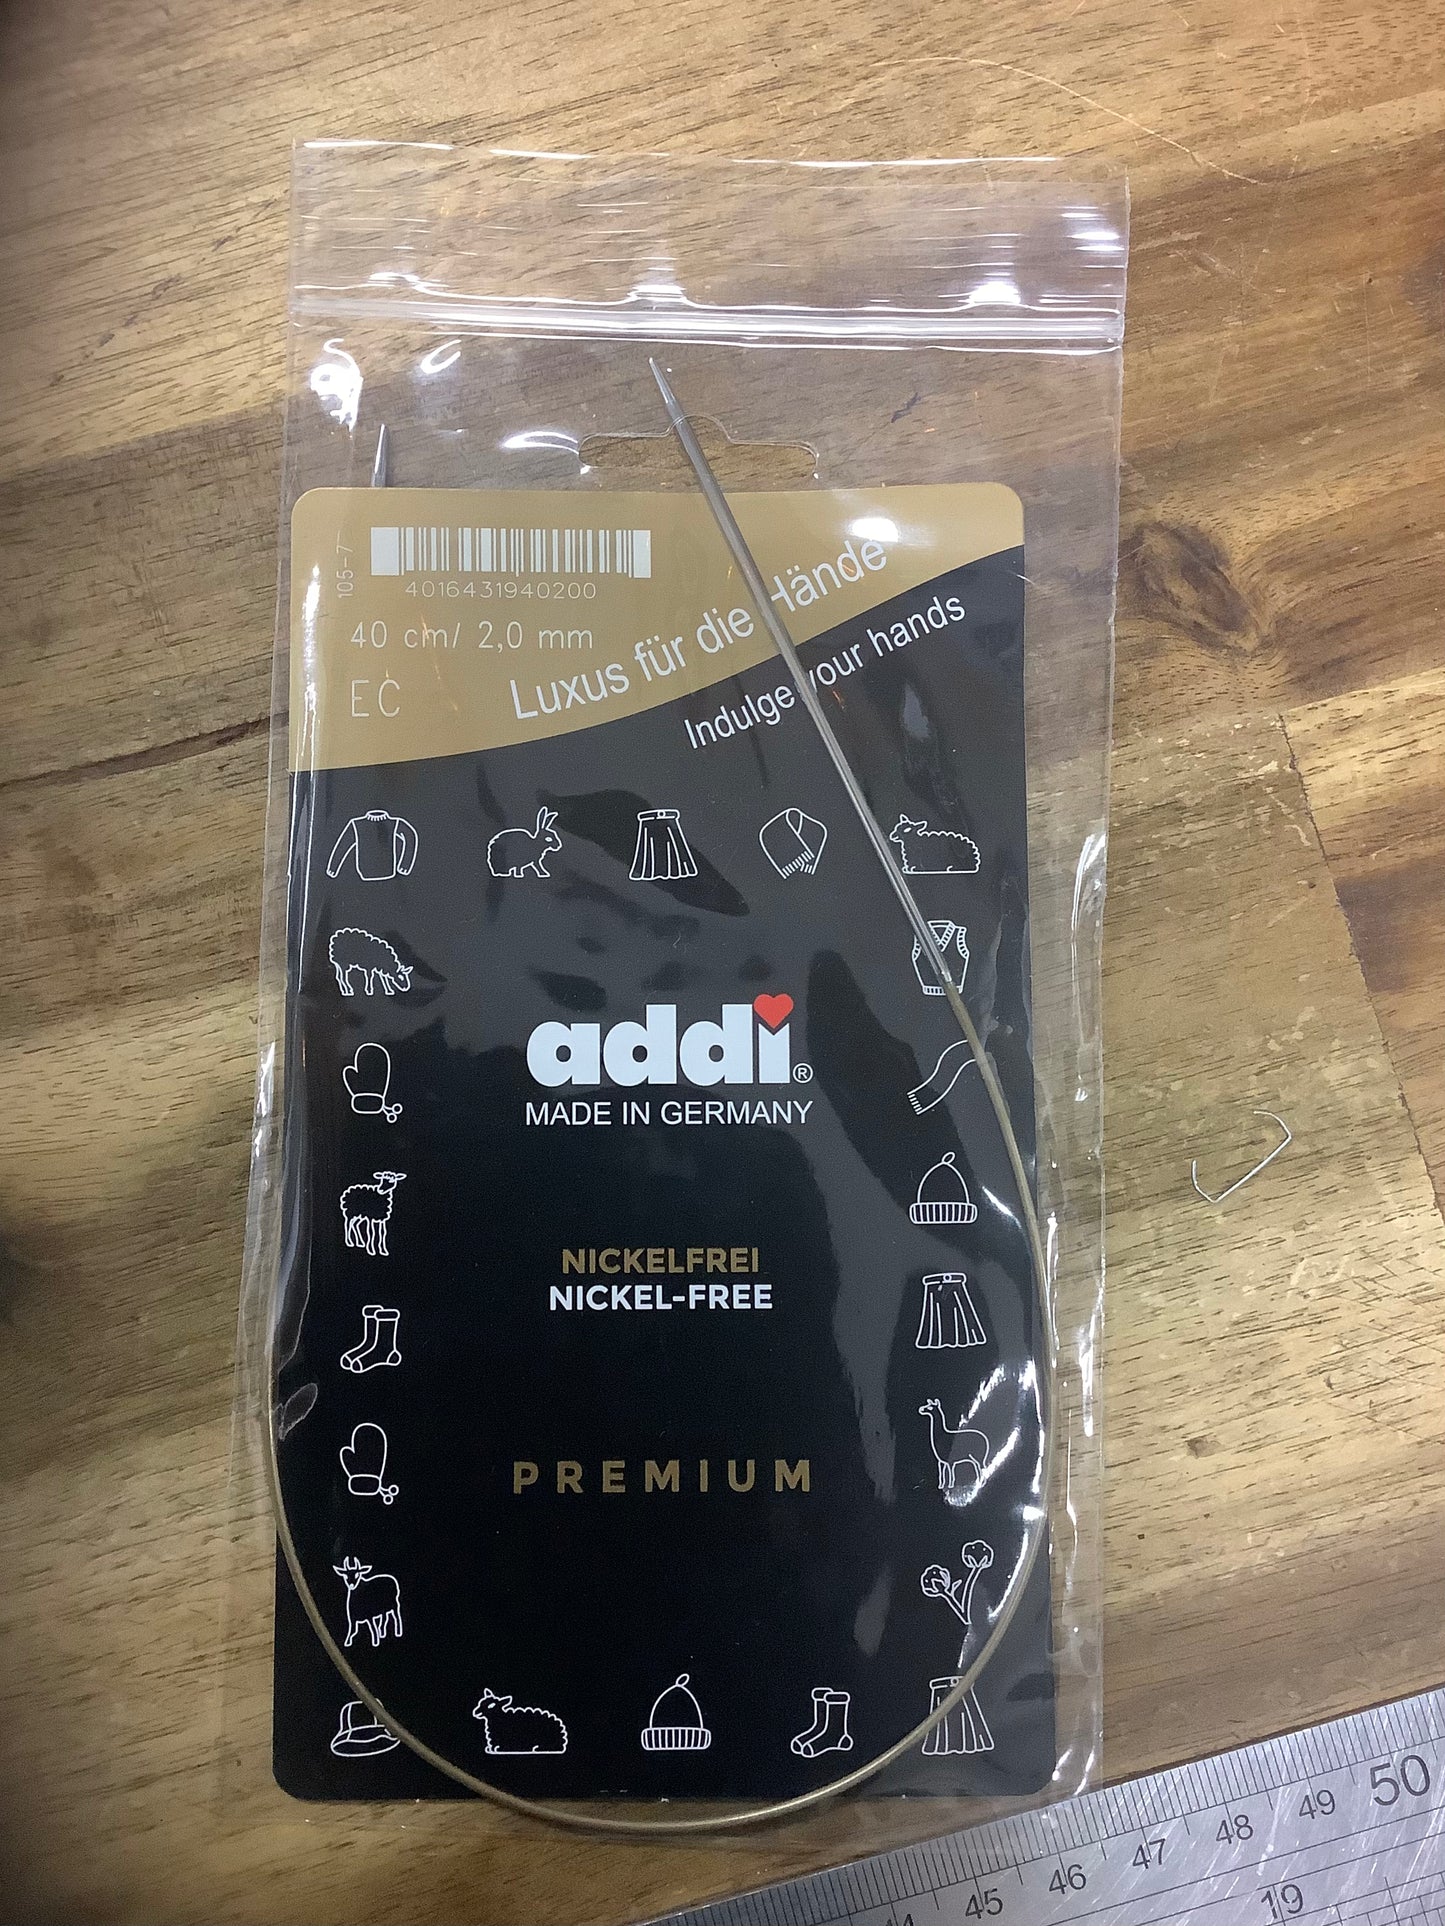 105-7
4016431940200
40 cm/ 2,0 mm
EC
Luxus für die Hände
Indulge your hands
addi®
MADE IN GERMANY
NICKELFREI
NICKEL-FREE
PREMIUM
44 45 46 47 48 49 50
19